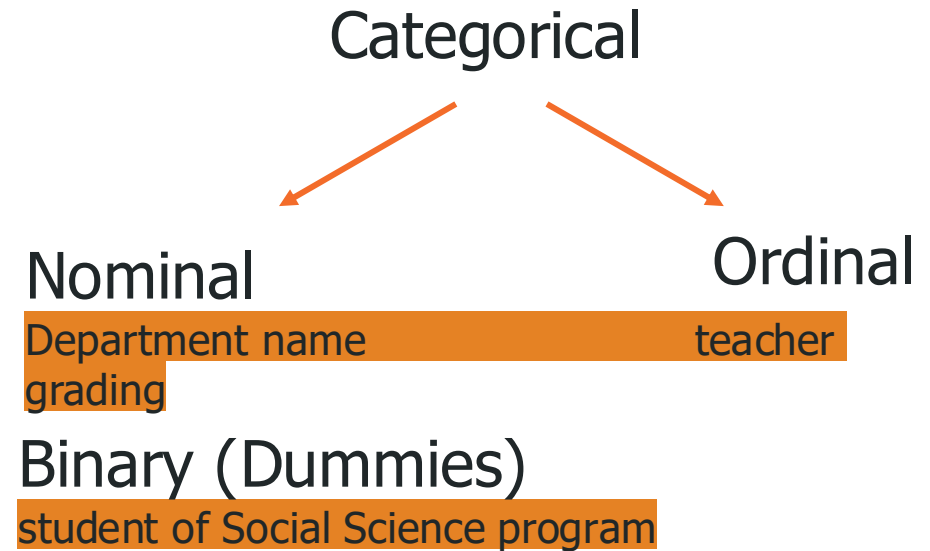 Categorical
Nominal
Ordinal
Department name teacher
grading
Binary (Dummies)
student of Social Science program